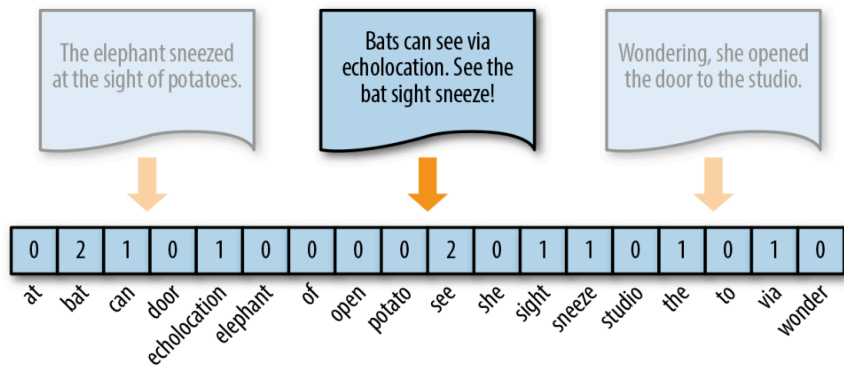 The elephant sneezed
at the sight of potatoes.
Bats can see via
echolocation. See the
bat sight sneeze!
Wondering, she opened
the door to the studio.
0 2 1 0 1 0 0 0 0 2 0 1 1 0 1 0 1 0
at bat can door echolocation elephant of open potato see she sight sneeze studio the to via wonder